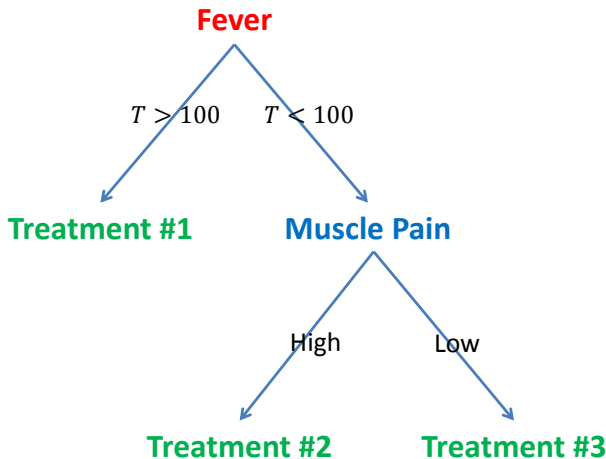 Fever
T > 100
T < 100
Treatment #1
Muscle Pain
High
Low
Treatment #2
Treatment #3